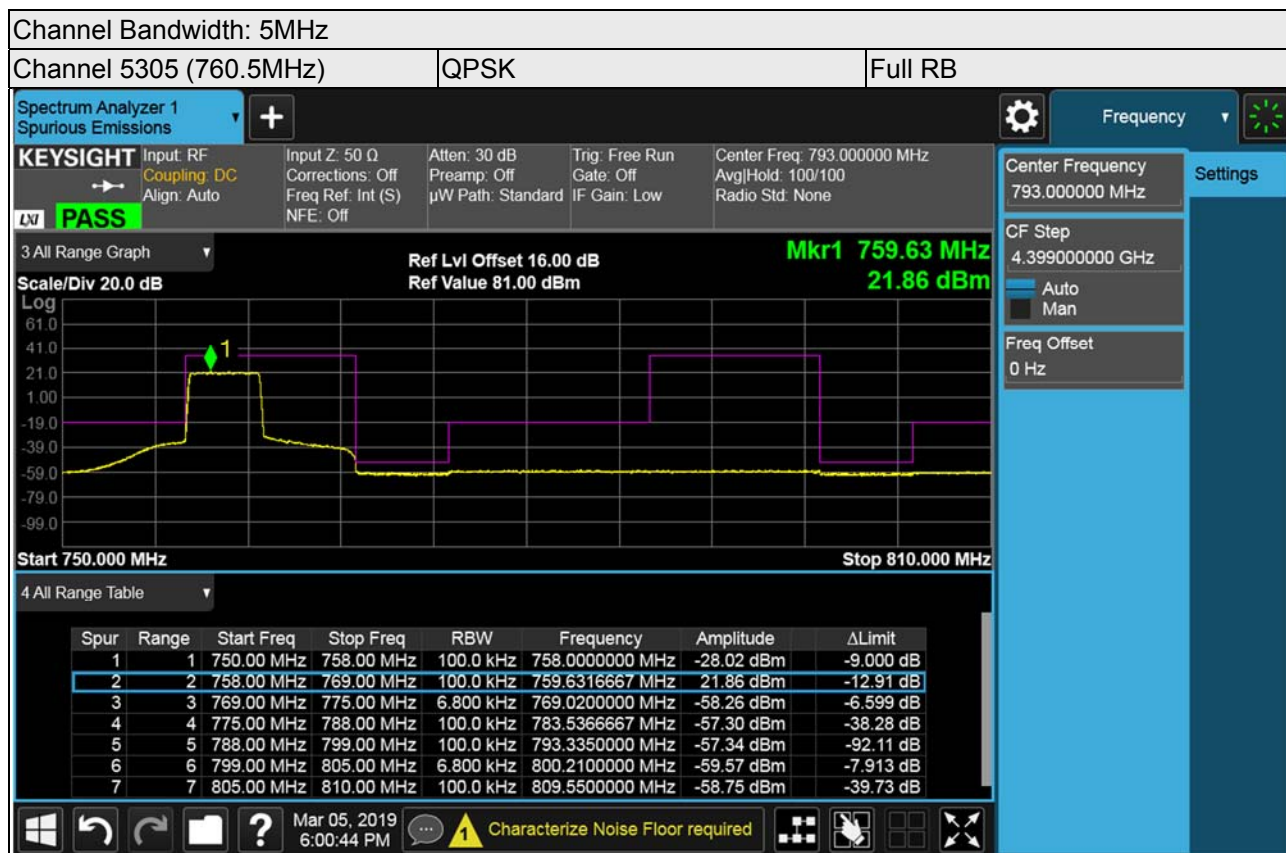 Channel Bandwidth: 5MHz
Channel 5305 (760.5MHz) QPSK Full RB
Spectrum Analyzer 1
Spurious Emissions
+
Frequency
KEYSIGHT
LXI PASS
Input: RF
Coupling: DC
Align: Auto
Input Z: 50 Ω
Corrections: Off
Freq Ref: Int (S)
NFE: Off
Atten: 30 dB
Preamp: Off
µW Path: Standard
Trig: Free Run
Gate: Off
IF Gain: Low
Center Freq: 793.000000 MHz
Avg|Hold: 100/100
Radio Std: None
Center Frequency
793.000000 MHz
Settings
CF Step
4.399000000 GHz
Auto
Man
Freq Offset
0 Hz
3 All Range Graph
Scale/Div 20.0 dB
Ref Lvl Offset 16.00 dB
Ref Value 81.00 dBm
Mkr1 759.63 MHz
21.86 dBm
Log
61.0
41.0
21.0
1.00
-19.0
-39.0
-59.0
-79.0
-99.0
1
Start 750.000 MHz Stop 810.000 MHz
4 All Range Table
Spur Range Start Freq Stop Freq RBW Frequency Amplitude ΔLimit
1 1 750.00 MHz 758.00 MHz 100.0 kHz 758.0000000 MHz -28.02 dBm -9.000 dB
2 2 758.00 MHz 769.00 MHz 100.0 kHz 759.6316667 MHz 21.86 dBm -12.91 dB
3 3 769.00 MHz 775.00 MHz 6.800 kHz 769.0200000 MHz -58.26 dBm -6.599 dB
4 4 775.00 MHz 788.00 MHz 100.0 kHz 783.5366667 MHz -57.30 dBm -38.28 dB
5 5 788.00 MHz 799.00 MHz 100.0 kHz 793.3350000 MHz -57.34 dBm -92.11 dB
6 6 799.00 MHz 805.00 MHz 6.800 kHz 800.2100000 MHz -59.57 dBm -7.913 dB
7 7 805.00 MHz 810.00 MHz 100.0 kHz 809.5500000 MHz -58.75 dBm -39.73 dB
?
Mar 05, 2019
6:00:44 PM
1 Characterize Noise Floor required